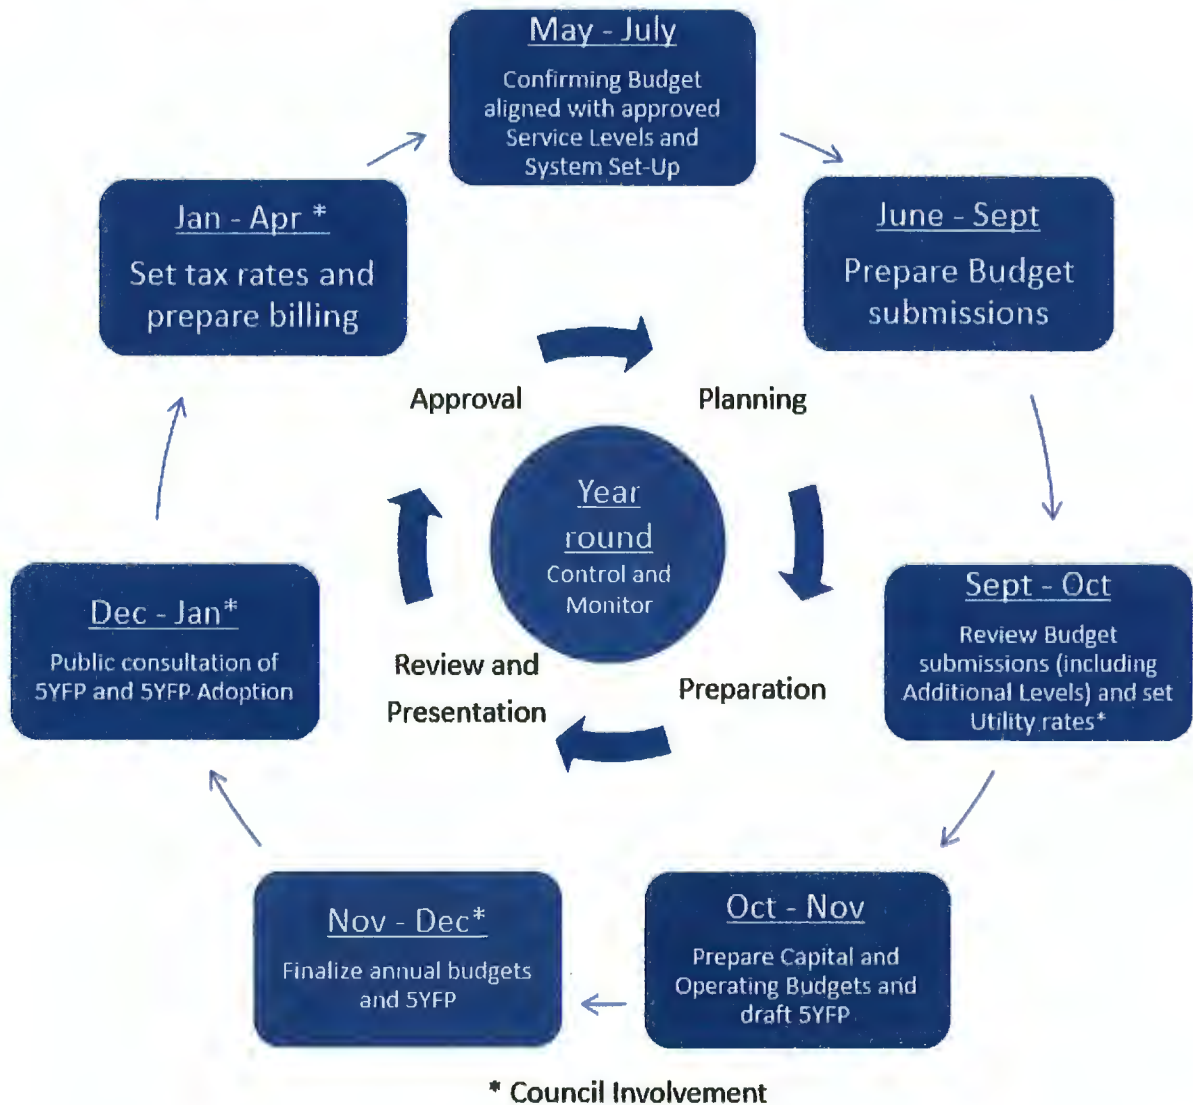 May - July
Confirming Budget
aligned with approved
Service Levels and
System Set-Up
June - Sept
Prepare Budget
submissions
Sept - Oct
Review Budget
submissions (including
Additional Levels) and set
Utility rates*
Oct - Nov
Prepare Capital and
Operating Budgets and
draft 5YFP
Nov - Dec*
Finalize annual budgets
and 5YFP
Dec - Jan*
Public consultation of
5YFP and 5YFP Adoption
Jan - Apr *
Set tax rates and
prepare billing
Approval
Planning
Preparation
Review and
Presentation
Year
round
Control and
Monitor
* Council Involvement